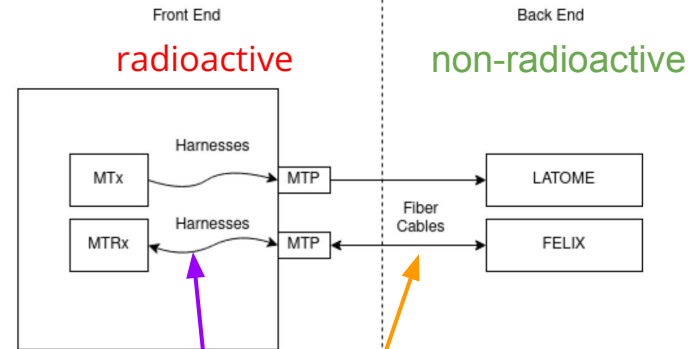 Front End
Back End
radioactive
non-radioactive
Harnesses
MTx
MTP
LATOME
Harnesses
Fiber
Cables
MTRx
MTP
FELIX